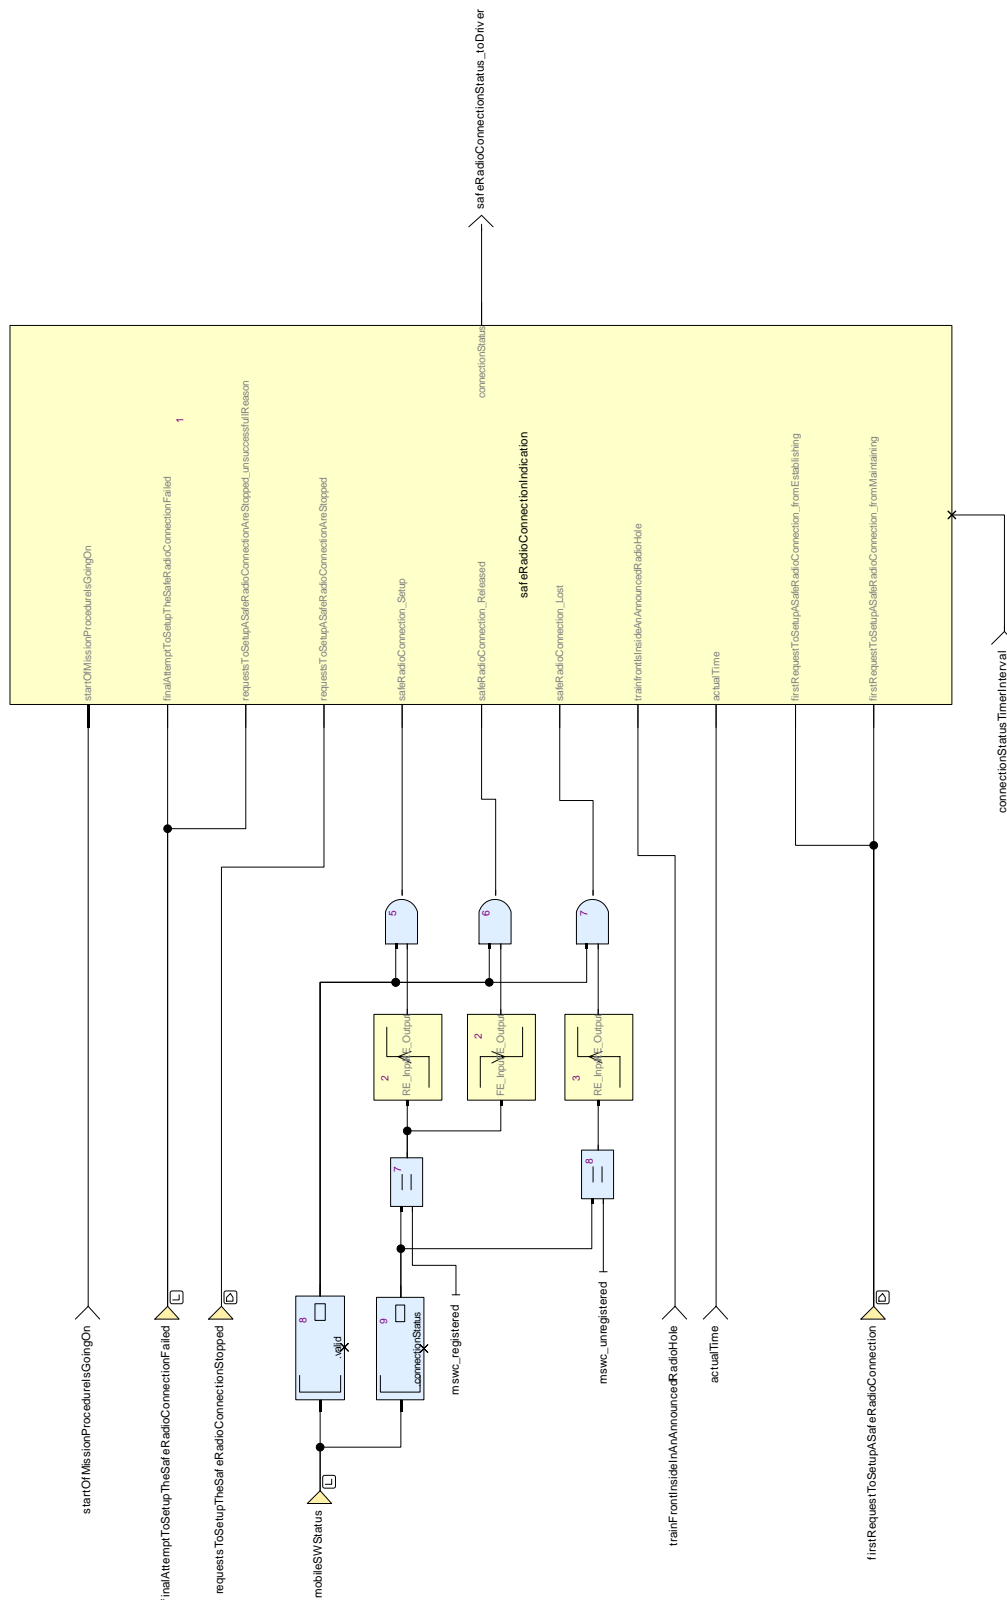 safeRadioConnectionStatus_toDriver
connectionStatus
1
safeRadioConnectionIndication
startOfMissionProcedureIsGoingOn
finalAttemptToSetupTheSafeRadioConnectionFailed
requestsToSetupASafeRadioConnectionAreStopped_unsuccessfullReason
requestsToSetupASafeRadioConnectionAreStopped
safeRadioConnection_Setup
safeRadioConnection_Released
safeRadioConnection_Lost
trainfrontIsInsideAnAnnouncedRadioHole
actualTime
firstRequestToSetupASafeRadioConnection_fromEstablishing
firstRequestToSetupASafeRadioConnection_fromMaintaining
connectionStatusTimerInterval
5
6
7
2
RE_Input
RE_Output
2
FE_Input
FE_Output
3
RE_Input
RE_Output
7
8
8
.valid
9
.connectionStatus
mswc_registered
mswc_unregistered
startOfMissionProcedureIsGoingOn
L
inalAttemptToSetupTheSafeRadioConnectionFailed
D
requestsToSetupTheSafeRadioConnectionStopped
L
mobileSWStatus
trainFrontInsideInAnAnnouncedRadioHole
actualTime
D
firstRequestToSetupASafeRadioConnection